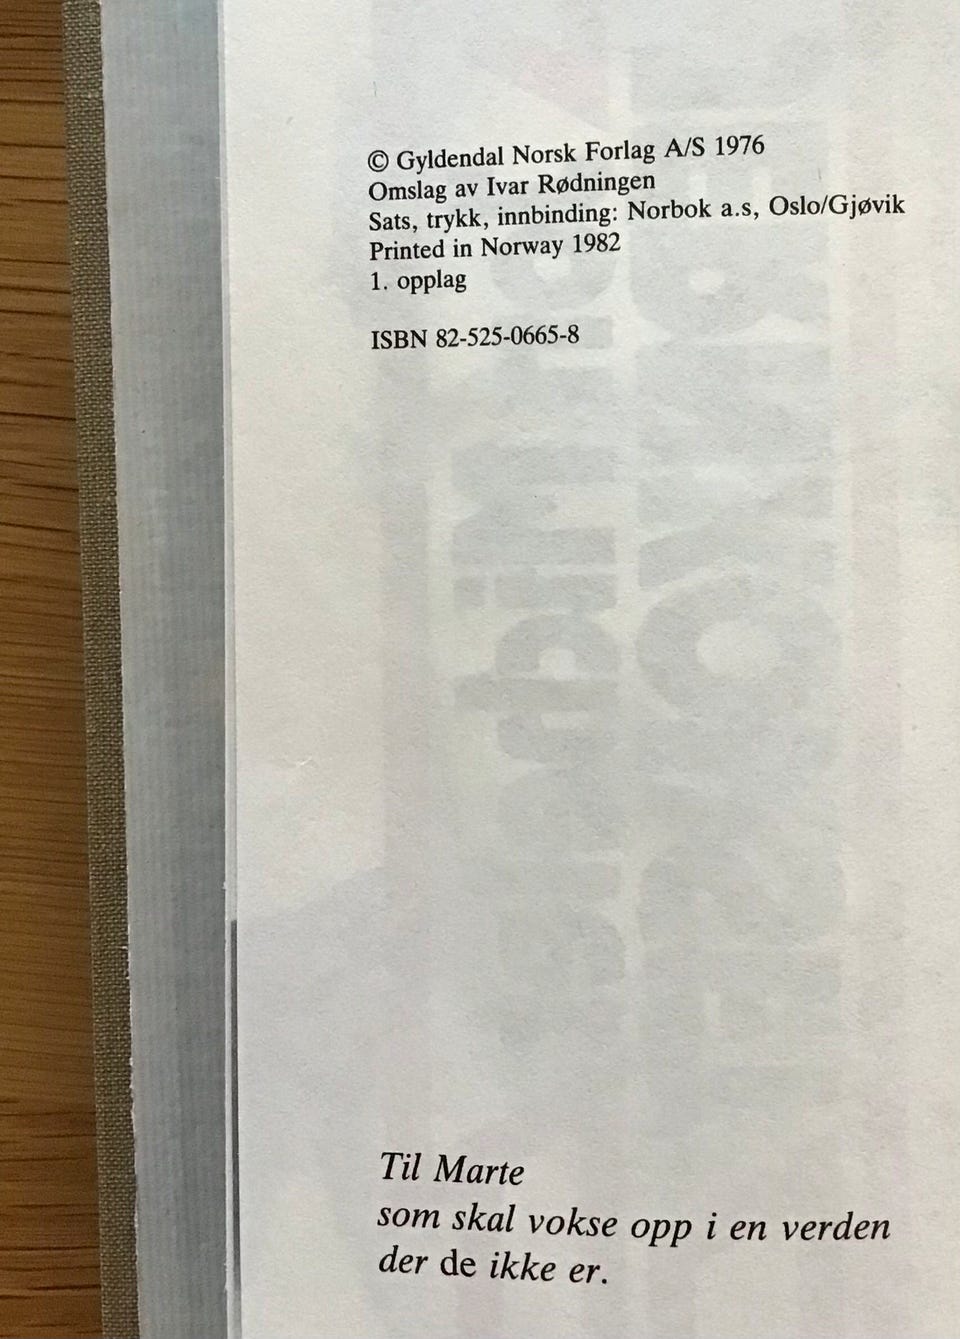 © Gyldendal Norsk Forlag A/S 1976
Omslag av Ivar Rødningen
Sats, trykk, innbinding: Norbok a.s, Oslo/Gjøvik
Printed in Norway 1982
1. opplag
ISBN 82-525-0665-8
Til Marte
som skal vokse opp i en verden
der de ikke er.